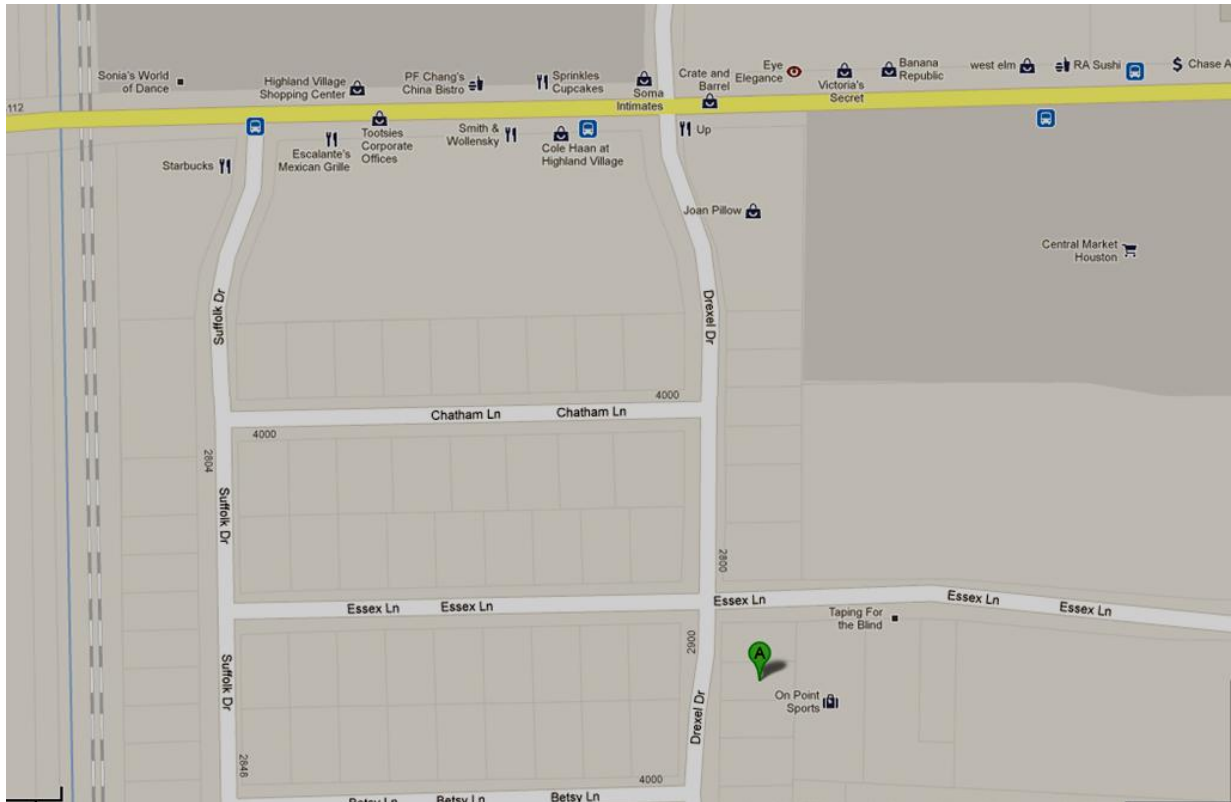 112
Sonia's World
of Dance
Highland Village
Shopping Center
PF Chang's
China Bistro
Sprinkles
Cupcakes
Soma
Intimates
Crate and
Barrel
Eye
Elegance
Victoria's
Secret
Banana
Republic
west elm
RA Sushi
$ Chase A
Starbucks
Escalante's
Mexican Grille
Tootsies
Corporate
Offices
Smith &
Wollensky
Cole Haan at
Highland Village
Up
Joan Pillow
Central Market
Houston
Suffolk Dr
Drexel Dr
4000
Chatham Ln
Chatham Ln
4000
2804
Suffolk Dr
2800
Essex Ln
Essex Ln
Essex Ln
Essex Ln
Essex Ln
Taping For
the Blind
2900
A
Suffolk Dr
On Point
Sports
Drexel Dr
2846
4000
Betsy Ln
Betsy Ln
Betsy Ln